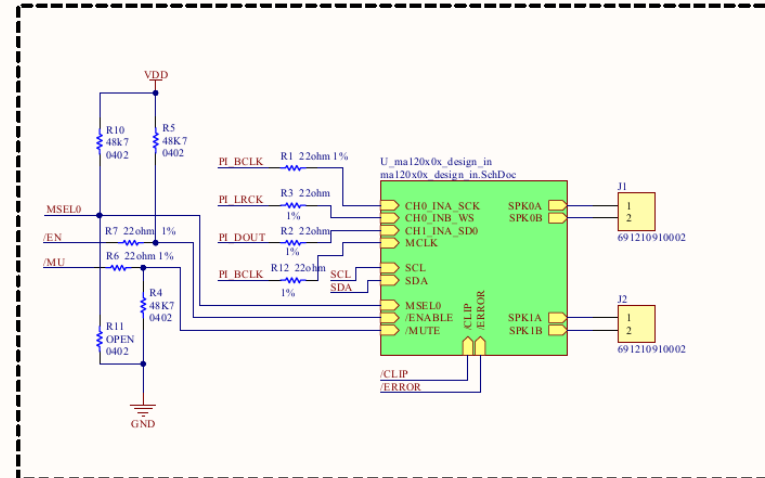 VDD
R10
48k7
0402
R5
48K7
0402
MSEL0
/EN
R7 22ohm 1%
/MU
R6 22ohm 1%
R4
48K7
0402
R11
OPEN
0402
GND
PI_BCLK
R1 22ohm 1%
PI_LRCK
R3 22ohm
1%
PI_DOUT
R2 22ohm
1%
PI_BCLK
R12 22ohm
1%
SCL
SDA
U_ma120x0x_design_in
ma120x0x_design_in.SchDoc
CH0_INA_SCK
CH0_INB_WS
CH1_INA_SD0
MCLK
SCL
SDA
MSEL0
/ENABLE
/MUTE
/CLIP
/ERROR
SPK0A
SPK0B
SPK1A
SPK1B
/CLIP
/ERROR
J1
1
2
691210910002
J2
1
2
691210910002